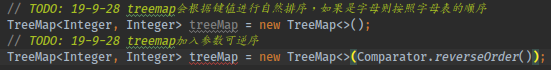 // TODO: 19-9-28 treemap会根据键值进行自然排序，如果是字母则按照字母表的顺序
TreeMap<Integer, Integer> treeMap = new TreeMap<>();
// TODO: 19-9-28 treemap加入参数可逆序
TreeMap<Integer, Integer> treeMap = new TreeMap<>(Comparator.reverseOrder());